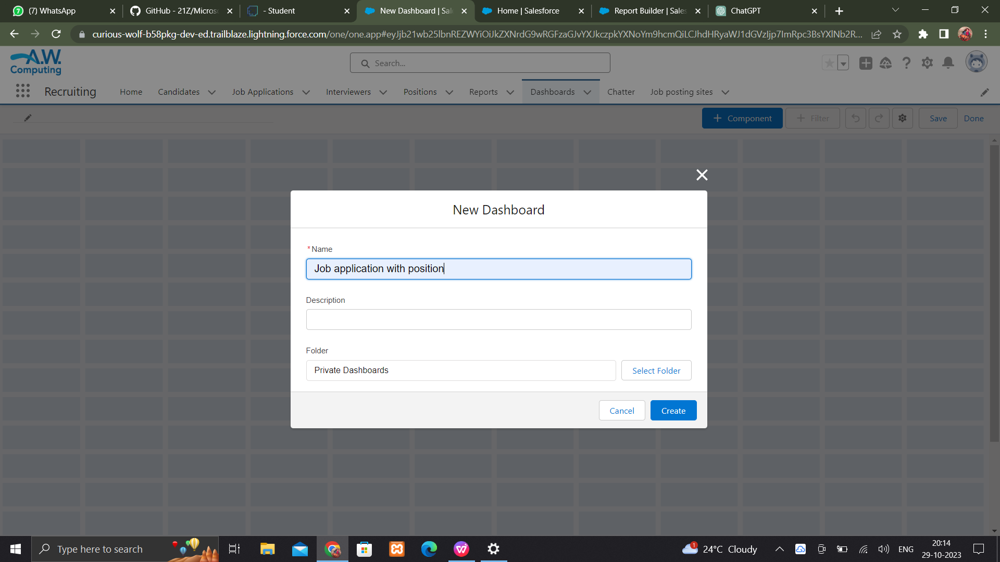 (7) WhatsApp
GitHub - 21Z/Micros
- Student
New Dashboard | Sal
Home | Salesforce
Report Builder | Sales
ChatGPT
curious-wolf-b58pkg-dev-ed.trailblaze.lightning.force.com/one/one.app#eyJjb21wb25lbnREZWYiOiJkZXNrdG9wRGFzaGJvYXJkczpkYXNoYm9hcmQiLCJhdHRyaWJ1dGVzIjp7ImRpc3BsYXlNb2R...
A.W.
Computing
Search...
Recruiting
Home
Candidates
Job Applications
Interviewers
Positions
Reports
Dashboards
Chatter
Job posting sites
+ Component
+ Filter
Save
Done
New Dashboard
*Name
Job application with position
Description
Folder
Private Dashboards
Select Folder
Cancel
Create
Type here to search
1
24°C Cloudy
ENG
20:14
29-10-2023